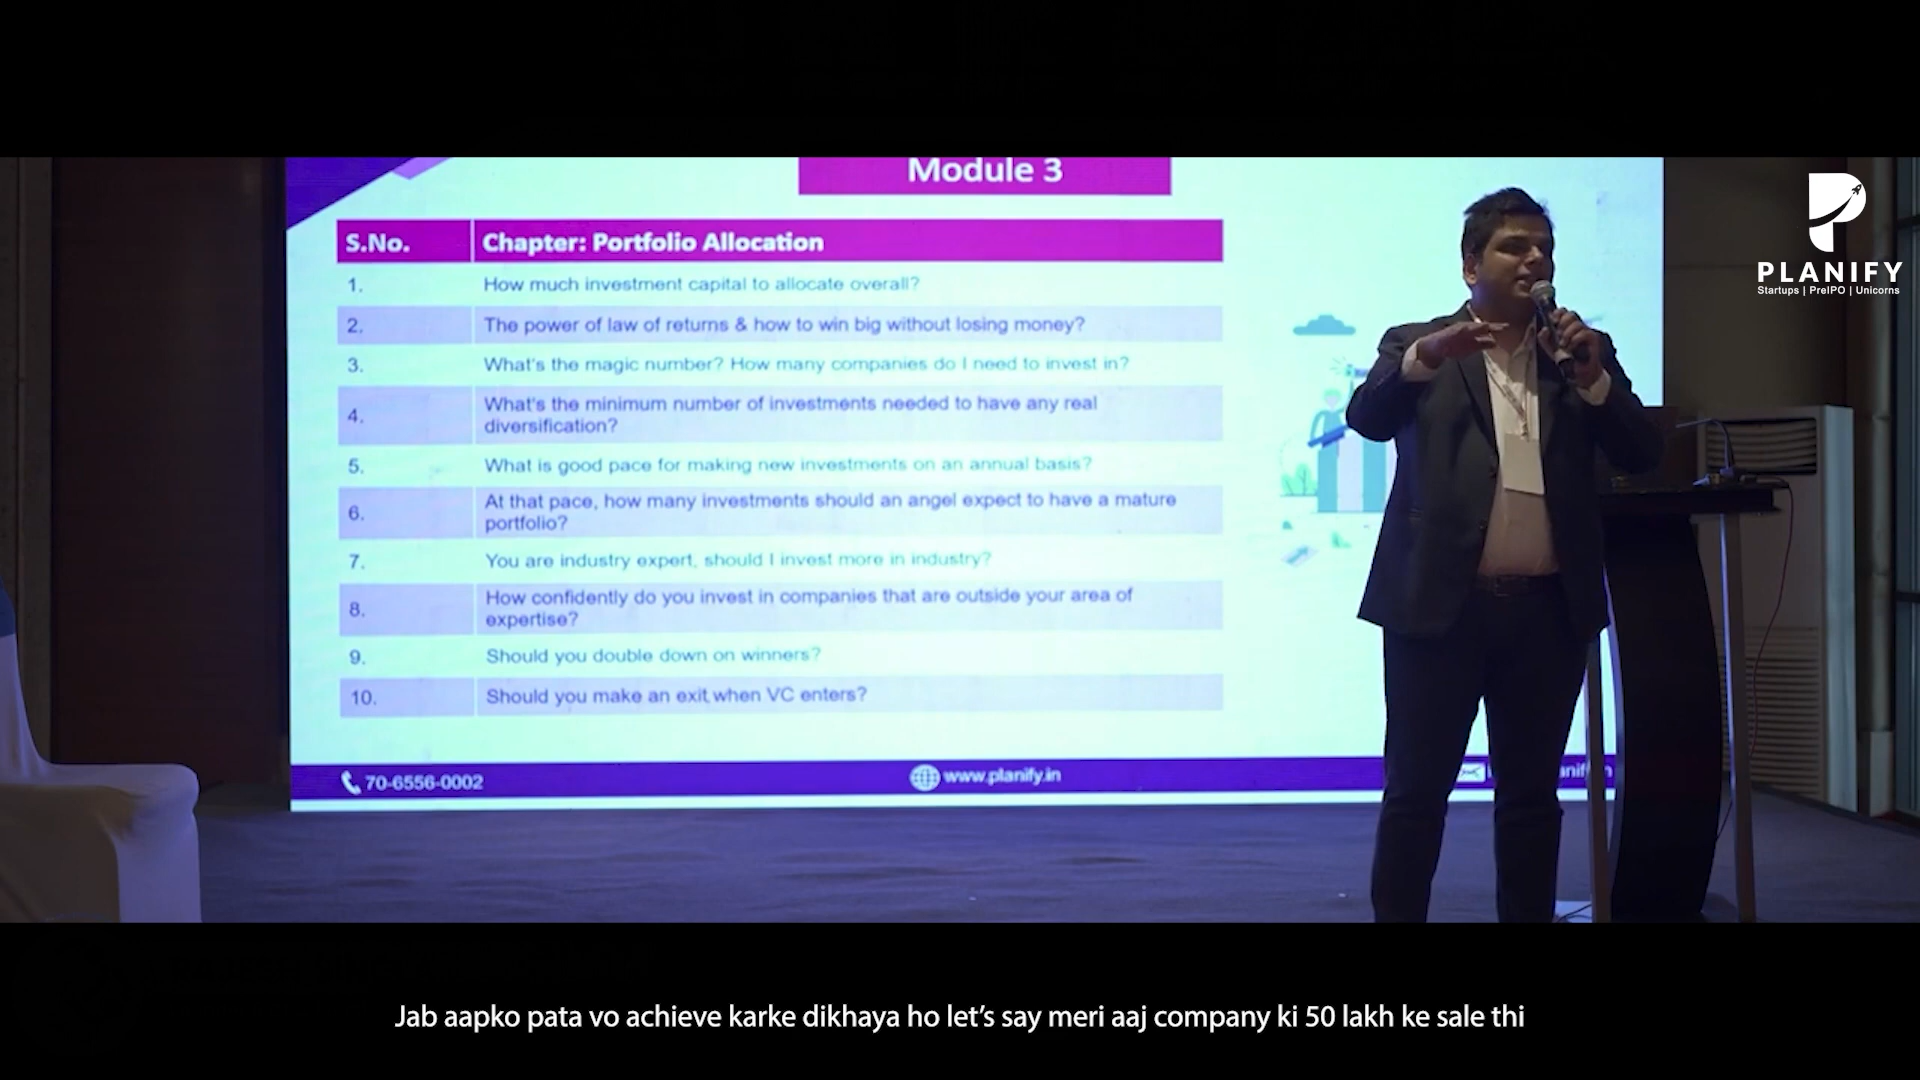 Module 3
S.No. Chapter: Portfolio Allocation
1. How much investment capital to allocate overall?
2. The power of law of returns & how to win big without losing money?
3. What's the magic number? How many companies do I need to invest in?
4. What's the minimum number of investments needed to have any real
diversification?
5. What is good pace for making new investments on an annual basis?
6. At that pace, how many investments should an angel expect to have a mature
portfolio?
7. You are industry expert, should I invest more in industry?
8. How confidently do you invest in companies that are outside your area of
expertise?
9. Should you double down on winners?
10. Should you make an exit when VC enters?
70-6556-0002 www.planify.in
PLANIFY
Startups | PreIPO | Unicorns
Jab aapko pata vo achieve karke dikhaya ho let's say meri aaj company ki 50 lakh ke sale thi